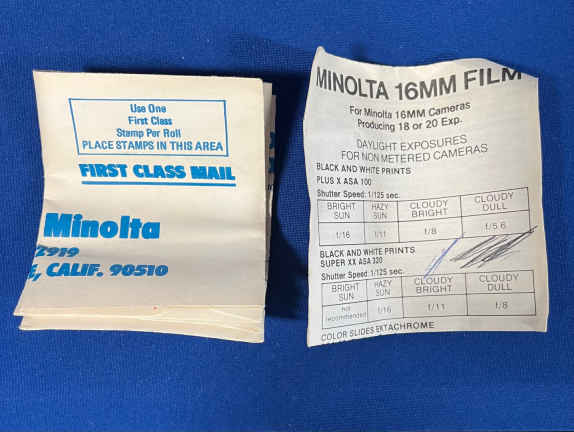 Use One
First Class
Stamp Per Roll
PLACE STAMPS IN THIS AREA
FIRST CLASS MAIL
Minolta
2919
E, CALIF. 90510
MINOLTA 16MM FILM
For Minolta 16MM Cameras
Producing 18 or 20 Exp.
DAYLIGHT EXPOSURES
FOR NON METERED CAMERAS
BLACK AND WHITE PRINTS
PLUS X ASA 100
Shutter Speed: 1/125 sec.
BRIGHT SUN HAZY SUN CLOUDY BRIGHT CLOUDY DULL
f/16 f/11 f/8 f/5.6
BLACK AND WHITE PRINTS
SUPER XX ASA 320
Shutter Speed: 1/125 sec.
BRIGHT SUN HAZY SUN CLOUDY BRIGHT CLOUDY DULL
not recommended f/16 f/11 f/8
COLOR SLIDES EKTACHROME